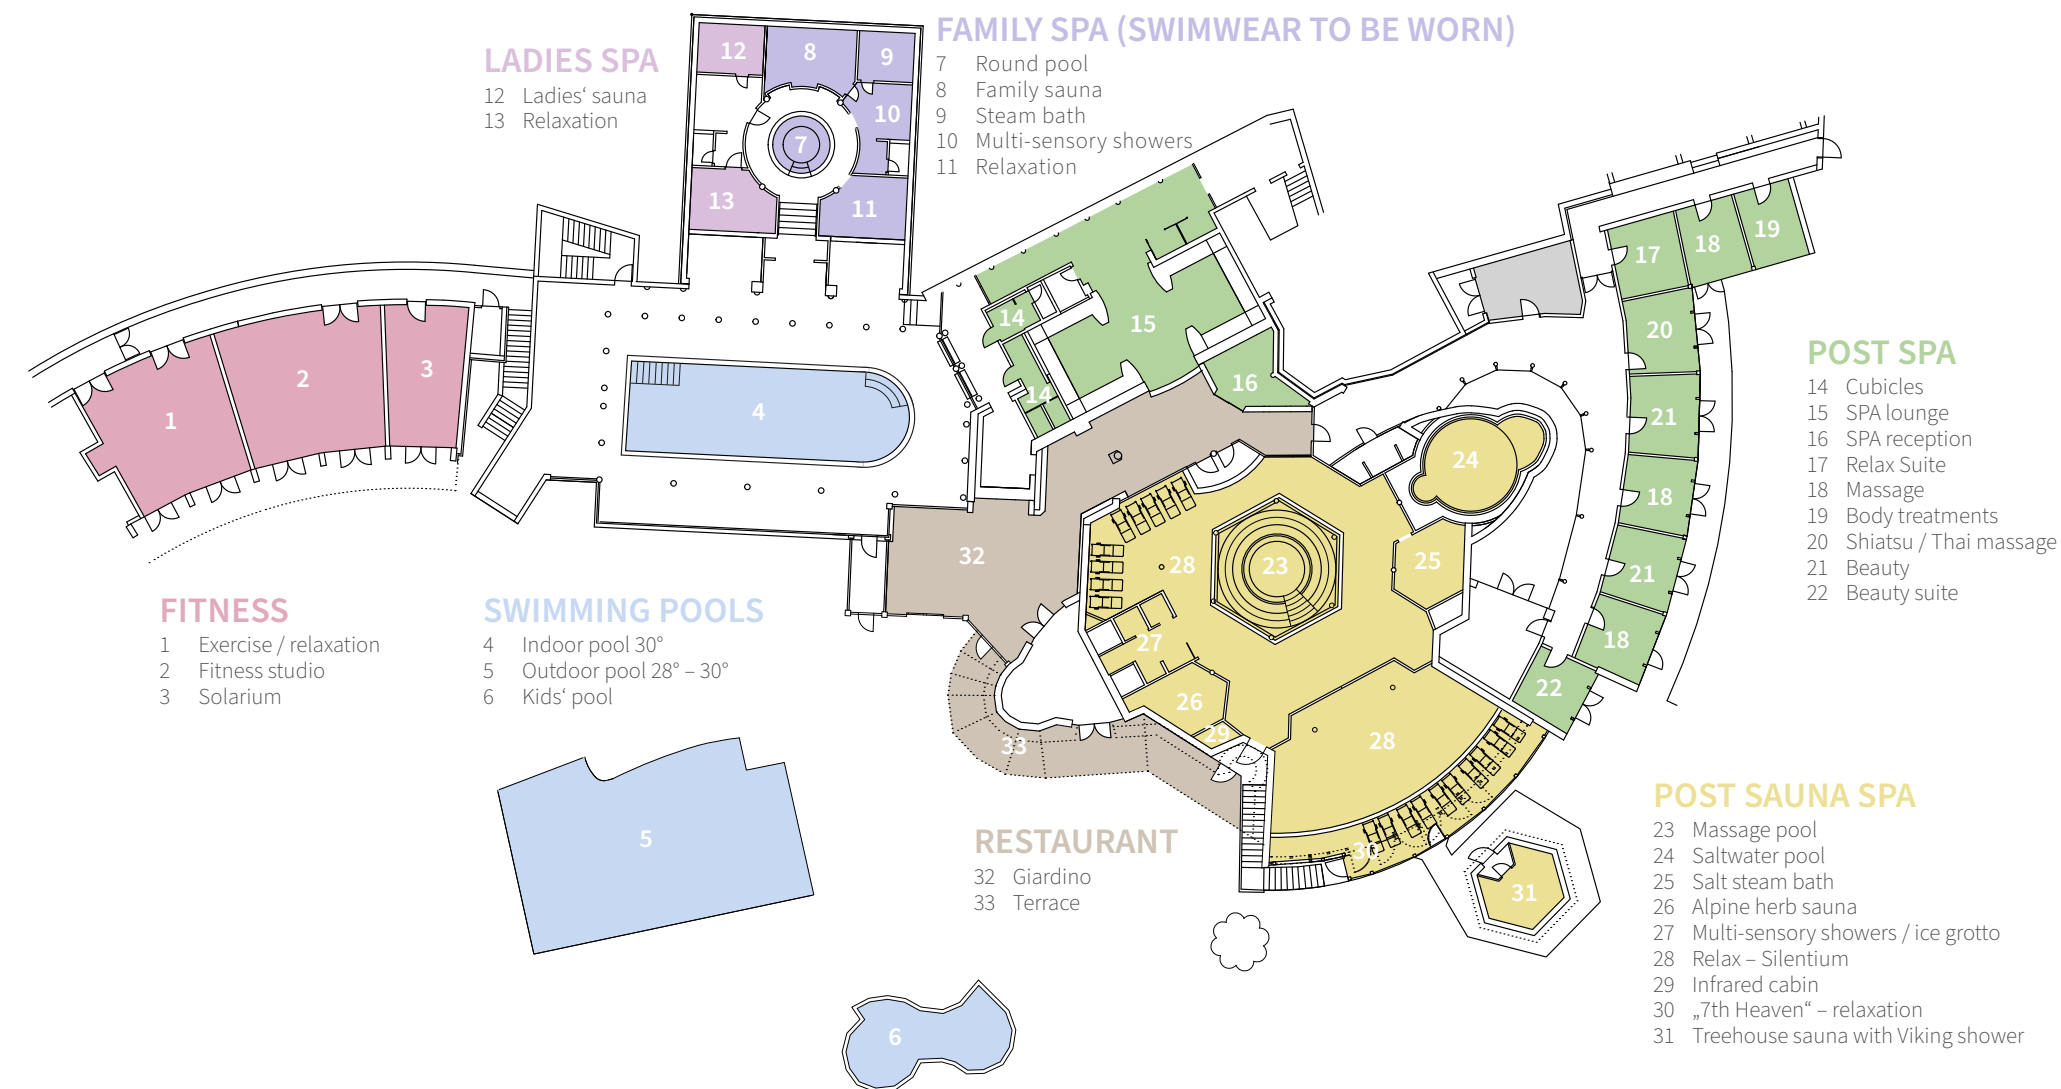 LADIES SPA
12 Ladies‘ sauna
13 Relaxation
FAMILY SPA (SWIMWEAR TO BE WORN)
7 Round pool
8 Family sauna
9 Steam bath
10 Multi-sensory showers
11 Relaxation
12
8
9
10
7
13
11
14
15
14
16
17
18
19
20
21
18
21
18
22
1
2
3
4
24
25
23
28
27
26
29
28
30
31
32
33
5
6
FITNESS
1 Exercise / relaxation
2 Fitness studio
3 Solarium
SWIMMING POOLS
4 Indoor pool 30°
5 Outdoor pool 28° – 30°
6 Kids‘ pool
RESTAURANT
32 Giardino
33 Terrace
POST SPA
14 Cubicles
15 SPA lounge
16 SPA reception
17 Relax Suite
18 Massage
19 Body treatments
20 Shiatsu / Thai massage
21 Beauty
22 Beauty suite
POST SAUNA SPA
23 Massage pool
24 Saltwater pool
25 Salt steam bath
26 Alpine herb sauna
27 Multi-sensory showers / ice grotto
28 Relax – Silentium
29 Infrared cabin
30 „7th Heaven“ – relaxation
31 Treehouse sauna with Viking shower